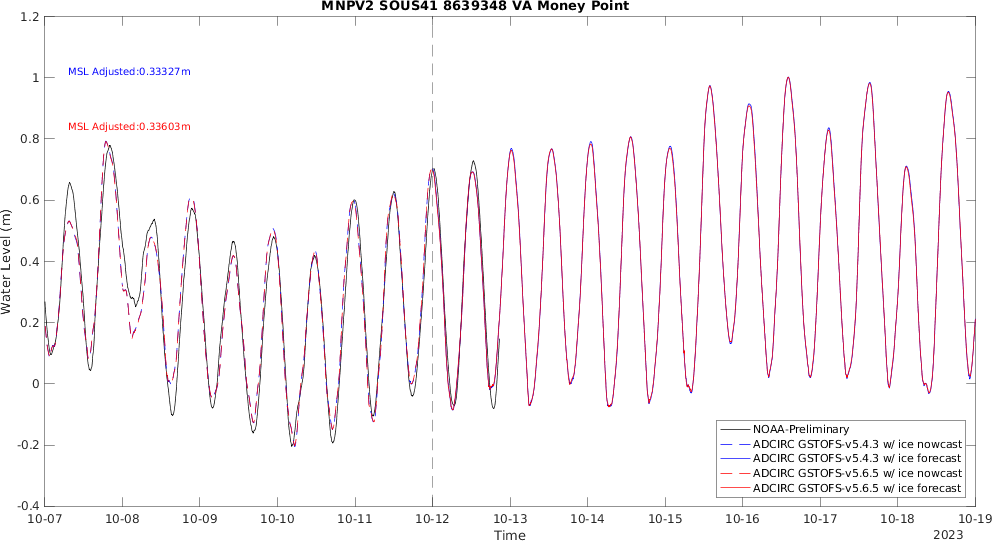 MNPV2 SOUS41 8639348 VA Money Point
1.2
1
0.8
0.6
0.4
0.2
0
-0.2
-0.4
Water Level (m)
MSL Adjusted:0.33327m
MSL Adjusted:0.33603m
NOAA-Preliminary
ADCIRC GSTOFS-v5.4.3 w/ ice nowcast
ADCIRC GSTOFS-v5.4.3 w/ ice forecast
ADCIRC GSTOFS-v5.6.5 w/ ice nowcast
ADCIRC GSTOFS-v5.6.5 w/ ice forecast
10-07 10-08 10-09 10-10 10-11 10-12 10-13 10-14 10-15 10-16 10-17 10-18 10-19
Time
2023